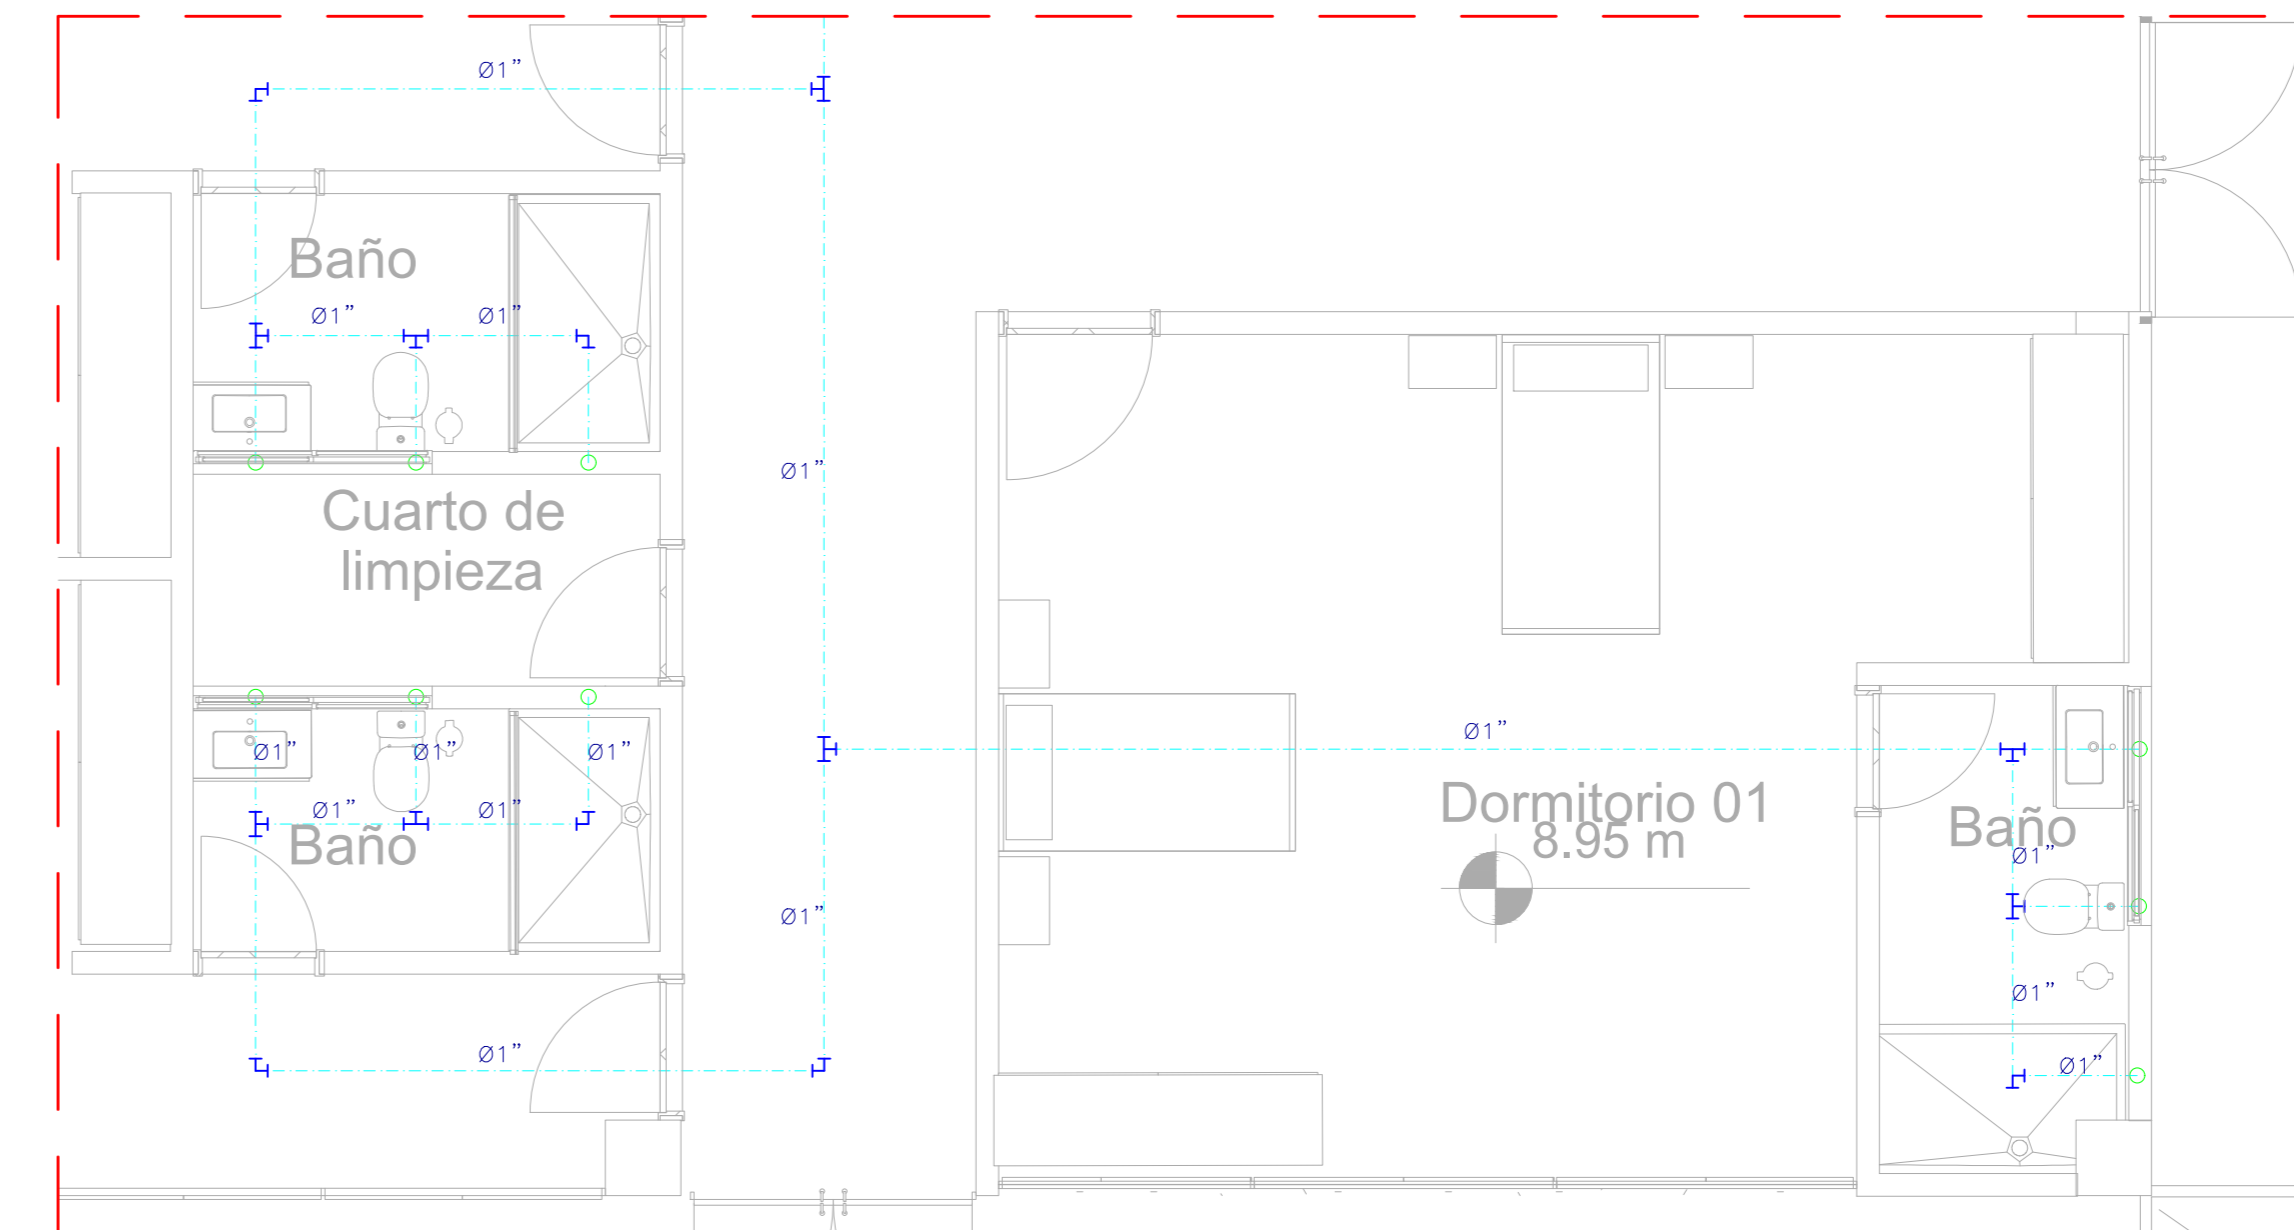 Ø1”
Baño
Ø1”
Ø1”
Ø1”
Cuarto de
limpieza
Ø1”
Ø1”
Ø1”
Ø1”
Ø1”
Ø1”
Baño
Dormitorio 01
8.95 m
Baño
Ø1”
Ø1”
Ø1”
Ø1”
Ø1”